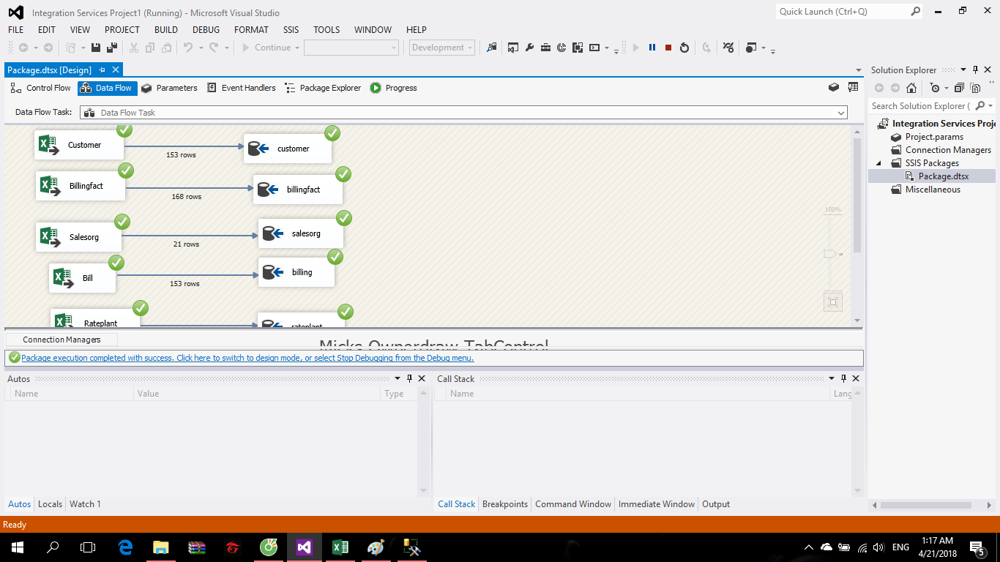 Integration Services Project1 (Running) - Microsoft Visual Studio
Quick Launch (Ctrl+Q)
FILE EDIT VIEW PROJECT BUILD DEBUG FORMAT SSIS TOOLS WINDOW HELP
Continue Development
Package.dtsx [Design]
Control Flow Data Flow Parameters Event Handlers Package Explorer Progress
Data Flow Task: Data Flow Task
Customer
153 rows
customer
Billingfact
168 rows
billingfact
Salesorg
21 rows
salesorg
Bill
153 rows
billing
Rateplant
rateplant
100%
Connection Managers
Micks Ownerdraw TabControl
Package execution completed with success. Click here to switch to design mode, or select Stop Debugging from the Debug menu.
Autos
Name Value Type
Autos Locals Watch 1
Call Stack
Name Lang
Call Stack Breakpoints Command Window Immediate Window Output
Solution Explorer
Search Solution Explorer (
Integration Services Proje
Project.params
Connection Managers
SSIS Packages
Package.dtsx
Miscellaneous
Ready
ENG
1:17 AM
4/21/2018
5